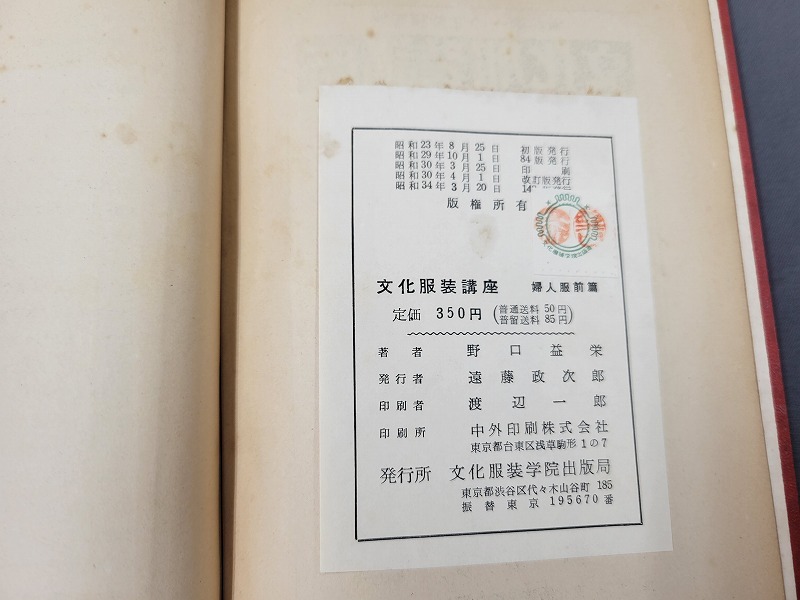 昭和23年8月25日 初版発行
昭和29年10月1日 84版発行
昭和30年3月25日 印刷
昭和30年4月1日 改訂版発行
昭和34年3月20日
版権所有
文化服装講座 婦人服前篇
定価 350円 (普通送料 50円 普留送料 85円)
著者 野口益栄
発行者 遠藤政次郎
印刷者 渡辺一郎
印刷所 中外印刷株式会社
東京都台東区浅草駒形1の7
発行所 文化服装学院出版局
東京都渋谷区代々木山谷町 185
振替東京 195670番